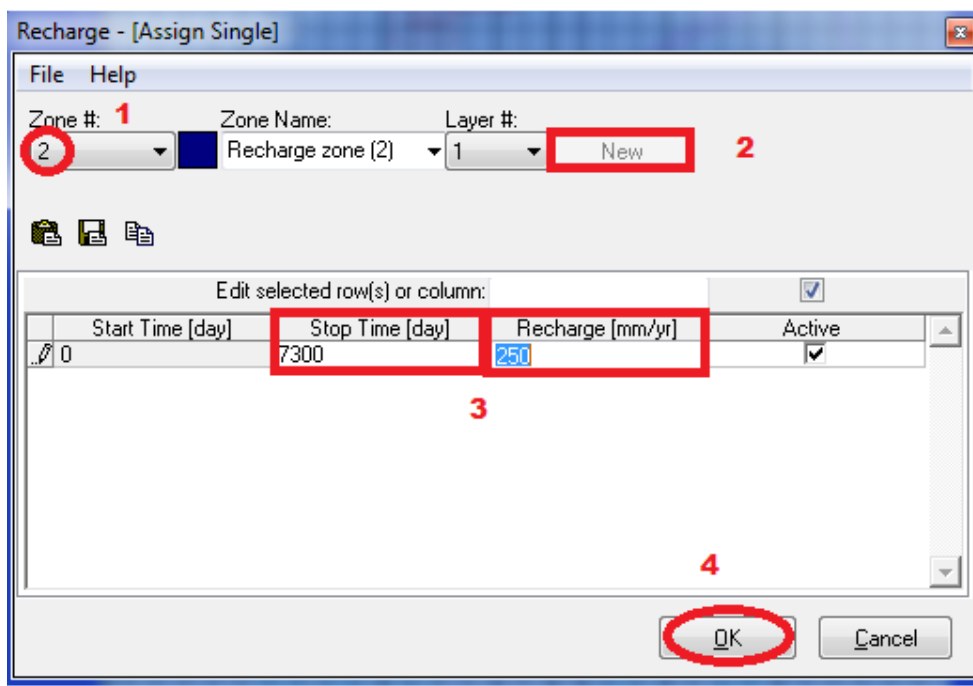 Recharge - [Assign Single]
File Help
Zone #: 1 Zone Name: Layer #:
2 Recharge zone (2) 1 New 2
Edit selected row(s) or column:
Start Time [day] Stop Time [day] Recharge [mm/yr] Active
0 7300 250
3
4
OK Cancel